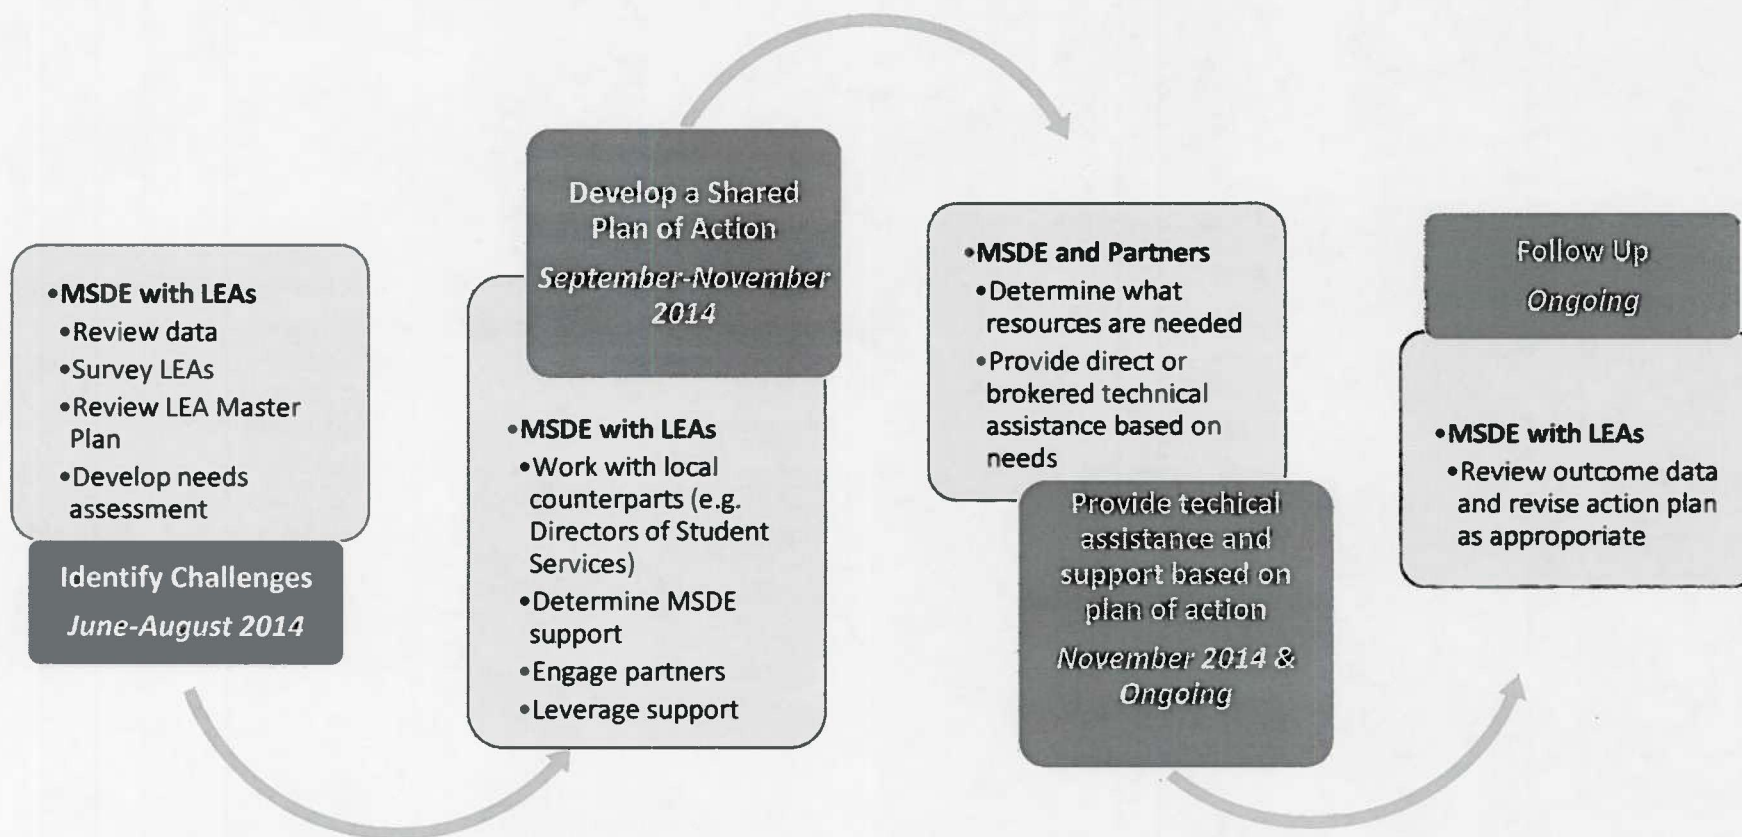 •MSDE with LEAs
•Review data
•Survey LEAs
•Review LEA Master
Plan
•Develop needs
assessment
Identify Challenges
June-August 2014
Develop a Shared
Plan of Action
September-November
2014
•MSDE with LEAs
•Work with local
counterparts (e.g.
Directors of Student
Services)
•Determine MSDE
support
•Engage partners
•Leverage support
•MSDE and Partners
•Determine what
resources are needed
•Provide direct or
brokered technical
assistance based on
needs
Provide techical
assistance and
support based on
plan of action
November 2014 &
Ongoing
Follow Up
Ongoing
•MSDE with LEAs
•Review outcome data
and revise action plan
as approporiate